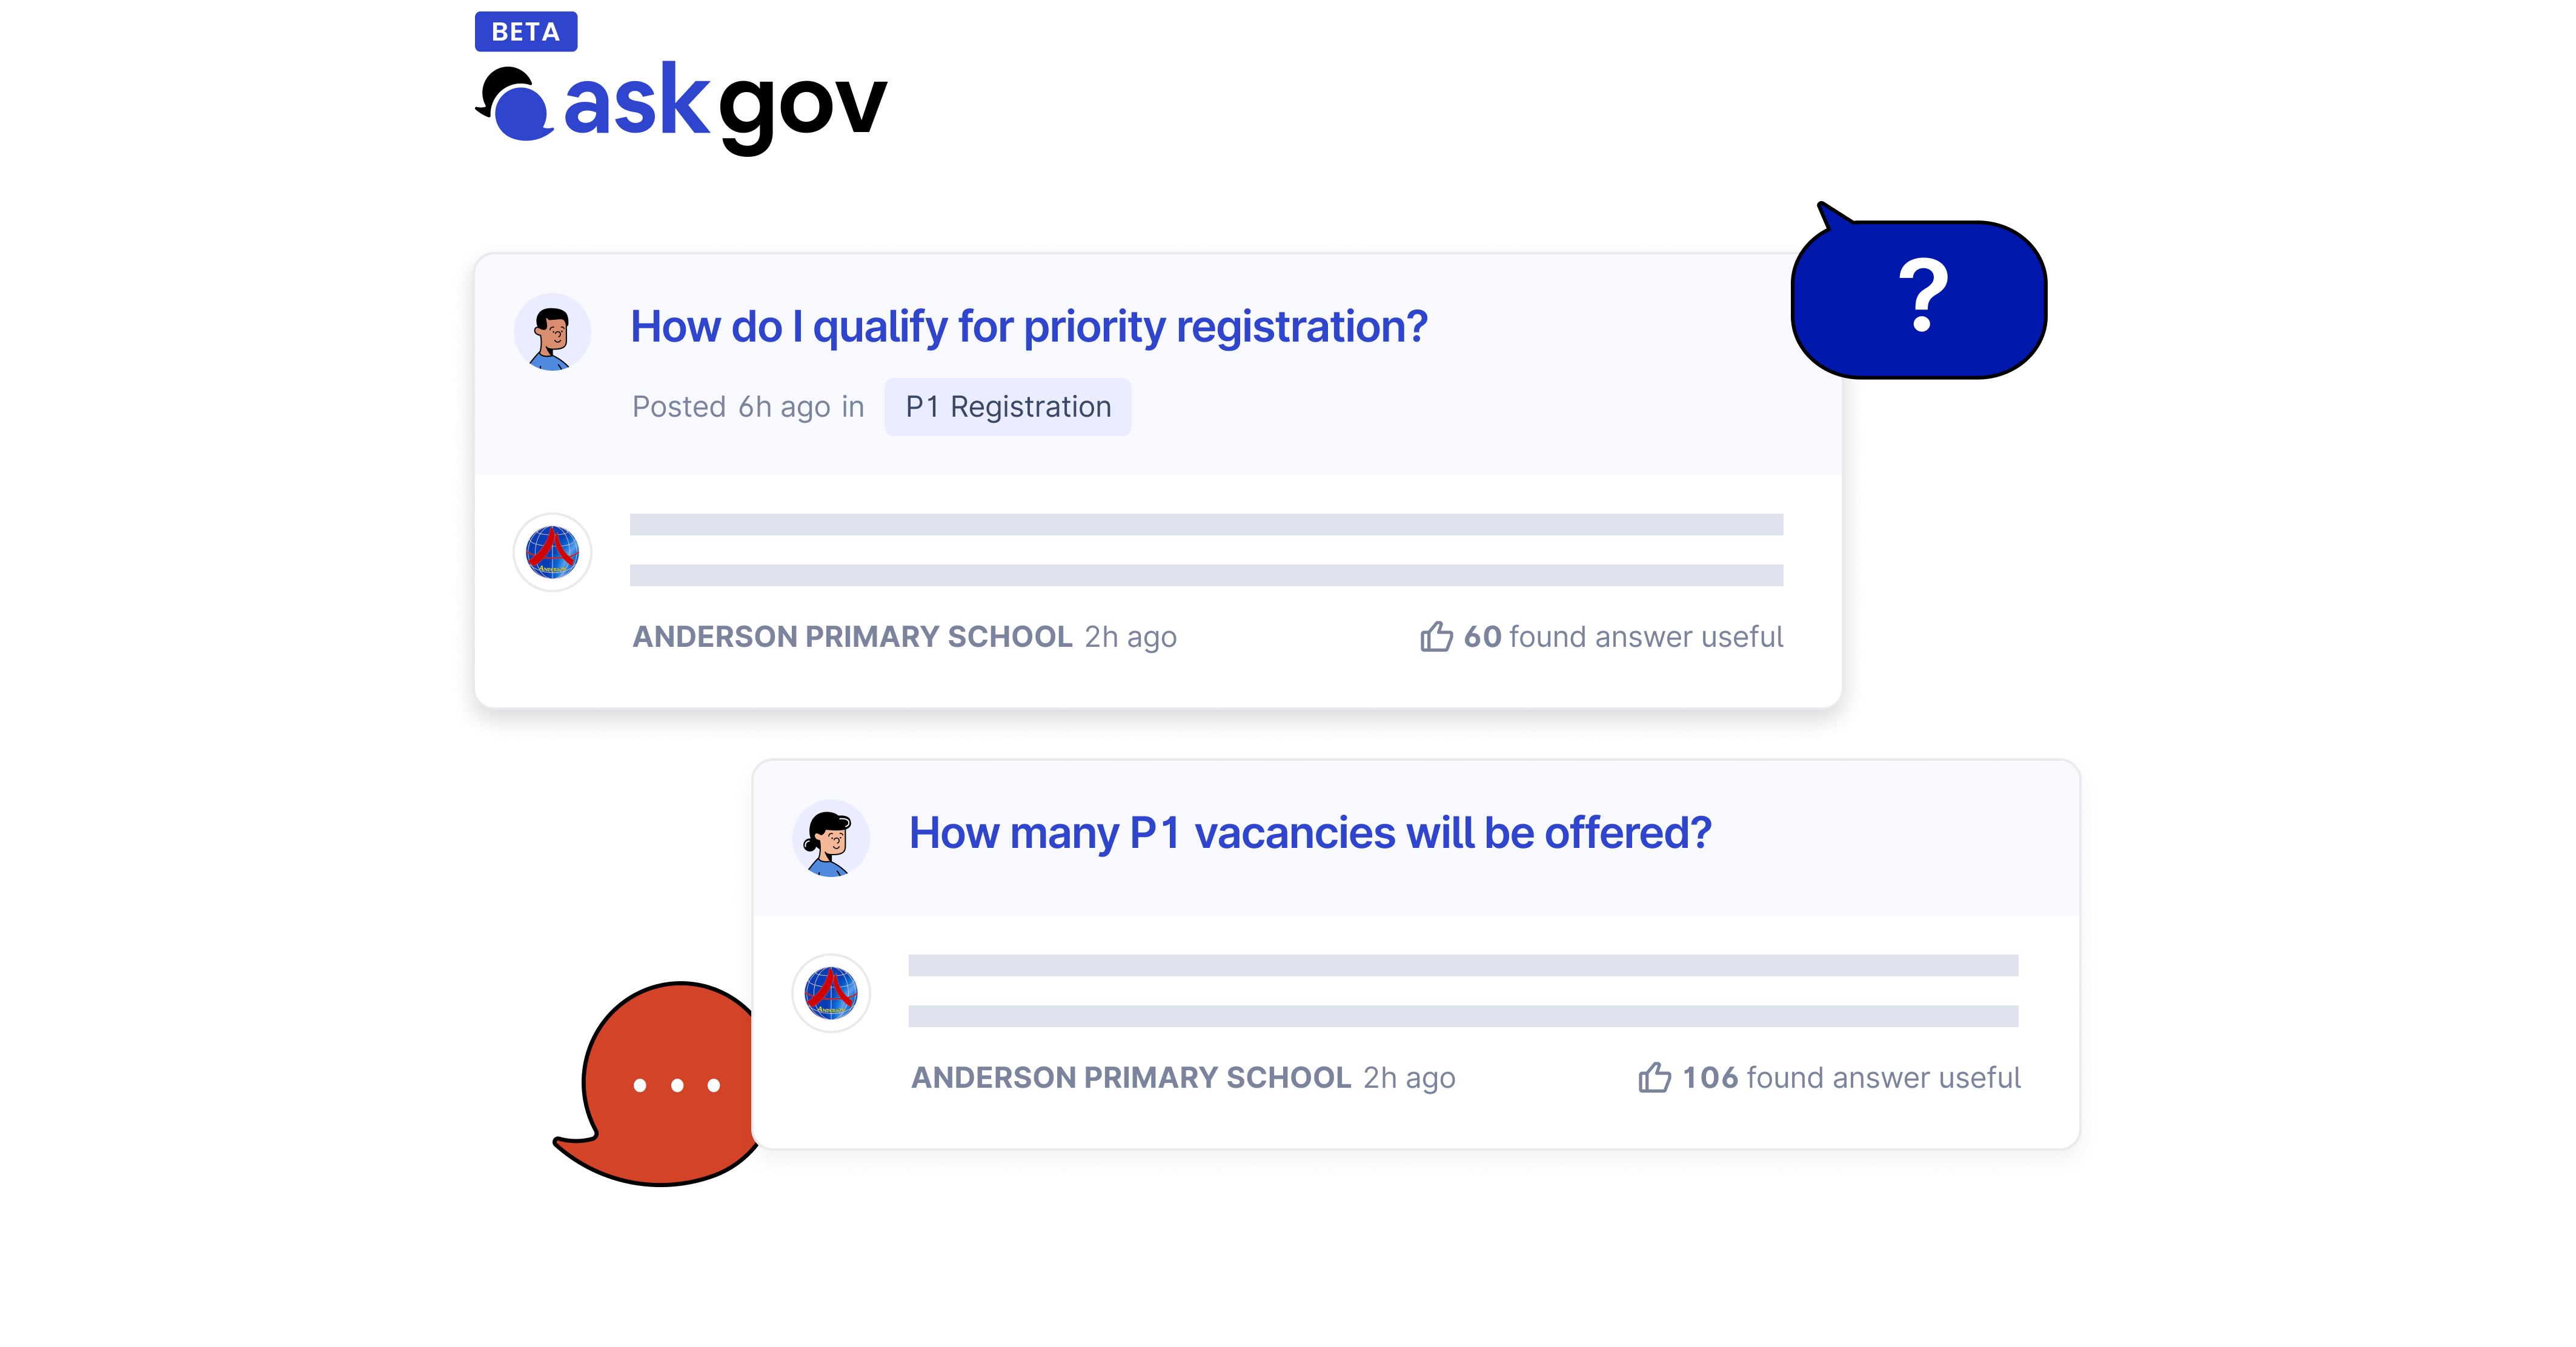 BETA
askgov
?
How do I qualify for priority registration?
Posted 6h ago in P1 Registration
ANDERSON PRIMARY SCHOOL 2h ago
60 found answer useful
How many P1 vacancies will be offered?
ANDERSON PRIMARY SCHOOL 2h ago
106 found answer useful